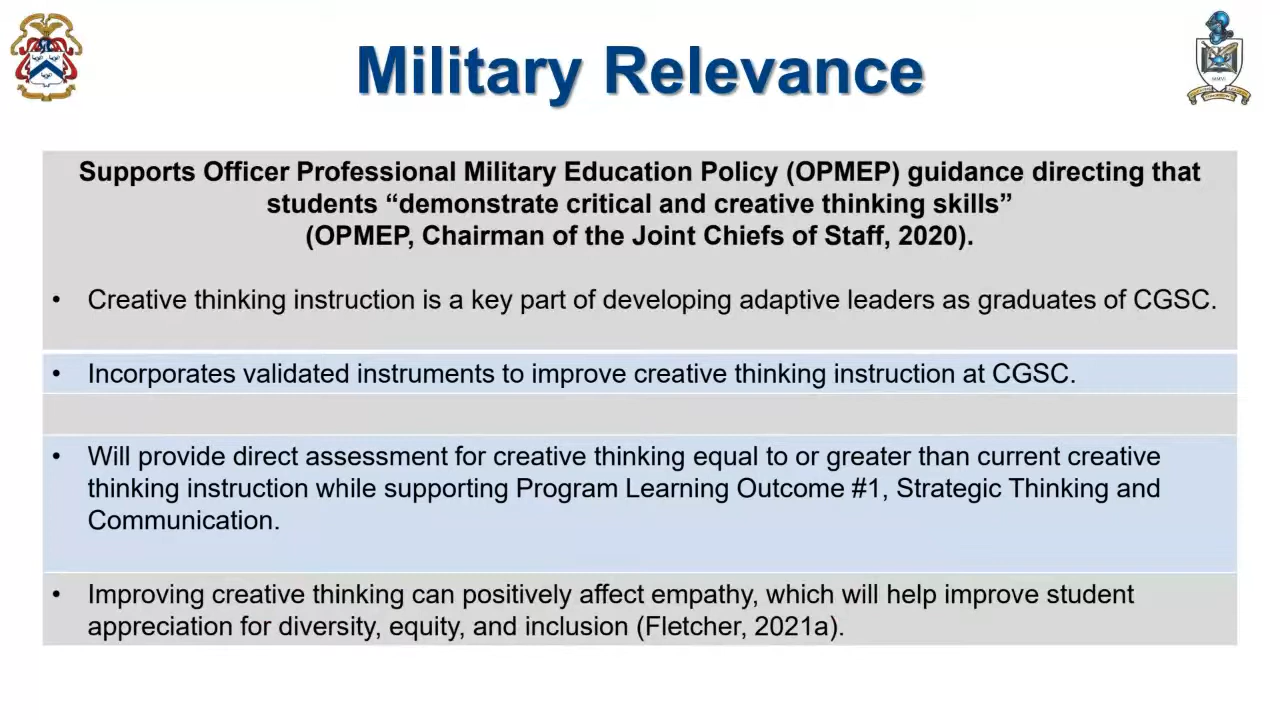 Military Relevance
Supports Officer Professional Military Education Policy (OPMEP) guidance directing that
students “demonstrate critical and creative thinking skills”
(OPMEP, Chairman of the Joint Chiefs of Staff, 2020).
• Creative thinking instruction is a key part of developing adaptive leaders as graduates of CGSC.
• Incorporates validated instruments to improve creative thinking instruction at CGSC.
• Will provide direct assessment for creative thinking equal to or greater than current creative
thinking instruction while supporting Program Learning Outcome #1, Strategic Thinking and
Communication.
• Improving creative thinking can positively affect empathy, which will help improve student
appreciation for diversity, equity, and inclusion (Fletcher, 2021a).